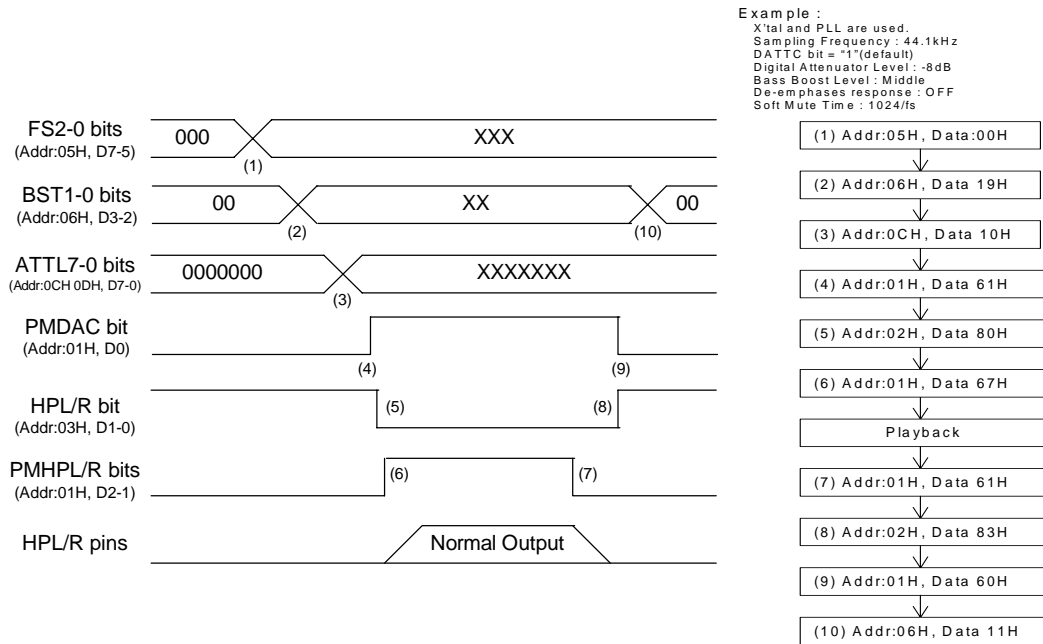 Example :
X'tal and PLL are used.
Sampling Frequency : 44.1kHz
DATTC bit = “1”(default)
Digital Attenuator Level : -8dB
Bass Boost Level : Middle
De-emphases response : OFF
Soft Mute Time : 1024/fs
FS2-0 bits
(Addr:05H, D7-5)
000
XXX
(1)
BST1-0 bits
(Addr:06H, D3-2)
00
XX
00
(2)
(10)
ATTL7-0 bits
(Addr:0CH 0DH, D7-0)
0000000
XXXXXXX
(3)
PMDAC bit
(Addr:01H, D0)
(4)
(9)
HPL/R bit
(Addr:03H, D1-0)
(5)
(8)
PMHPL/R bits
(Addr:01H, D2-1)
(6)
(7)
HPL/R pins
Normal Output
(1) Addr:05H, Data:00H
(2) Addr:06H, Data 19H
(3) Addr:0CH, Data 10H
(4) Addr:01H, Data 61H
(5) Addr:02H, Data 80H
(6) Addr:01H, Data 67H
Playback
(7) Addr:01H, Data 61H
(8) Addr:02H, Data 83H
(9) Addr:01H, Data 60H
(10) Addr:06H, Data 11H